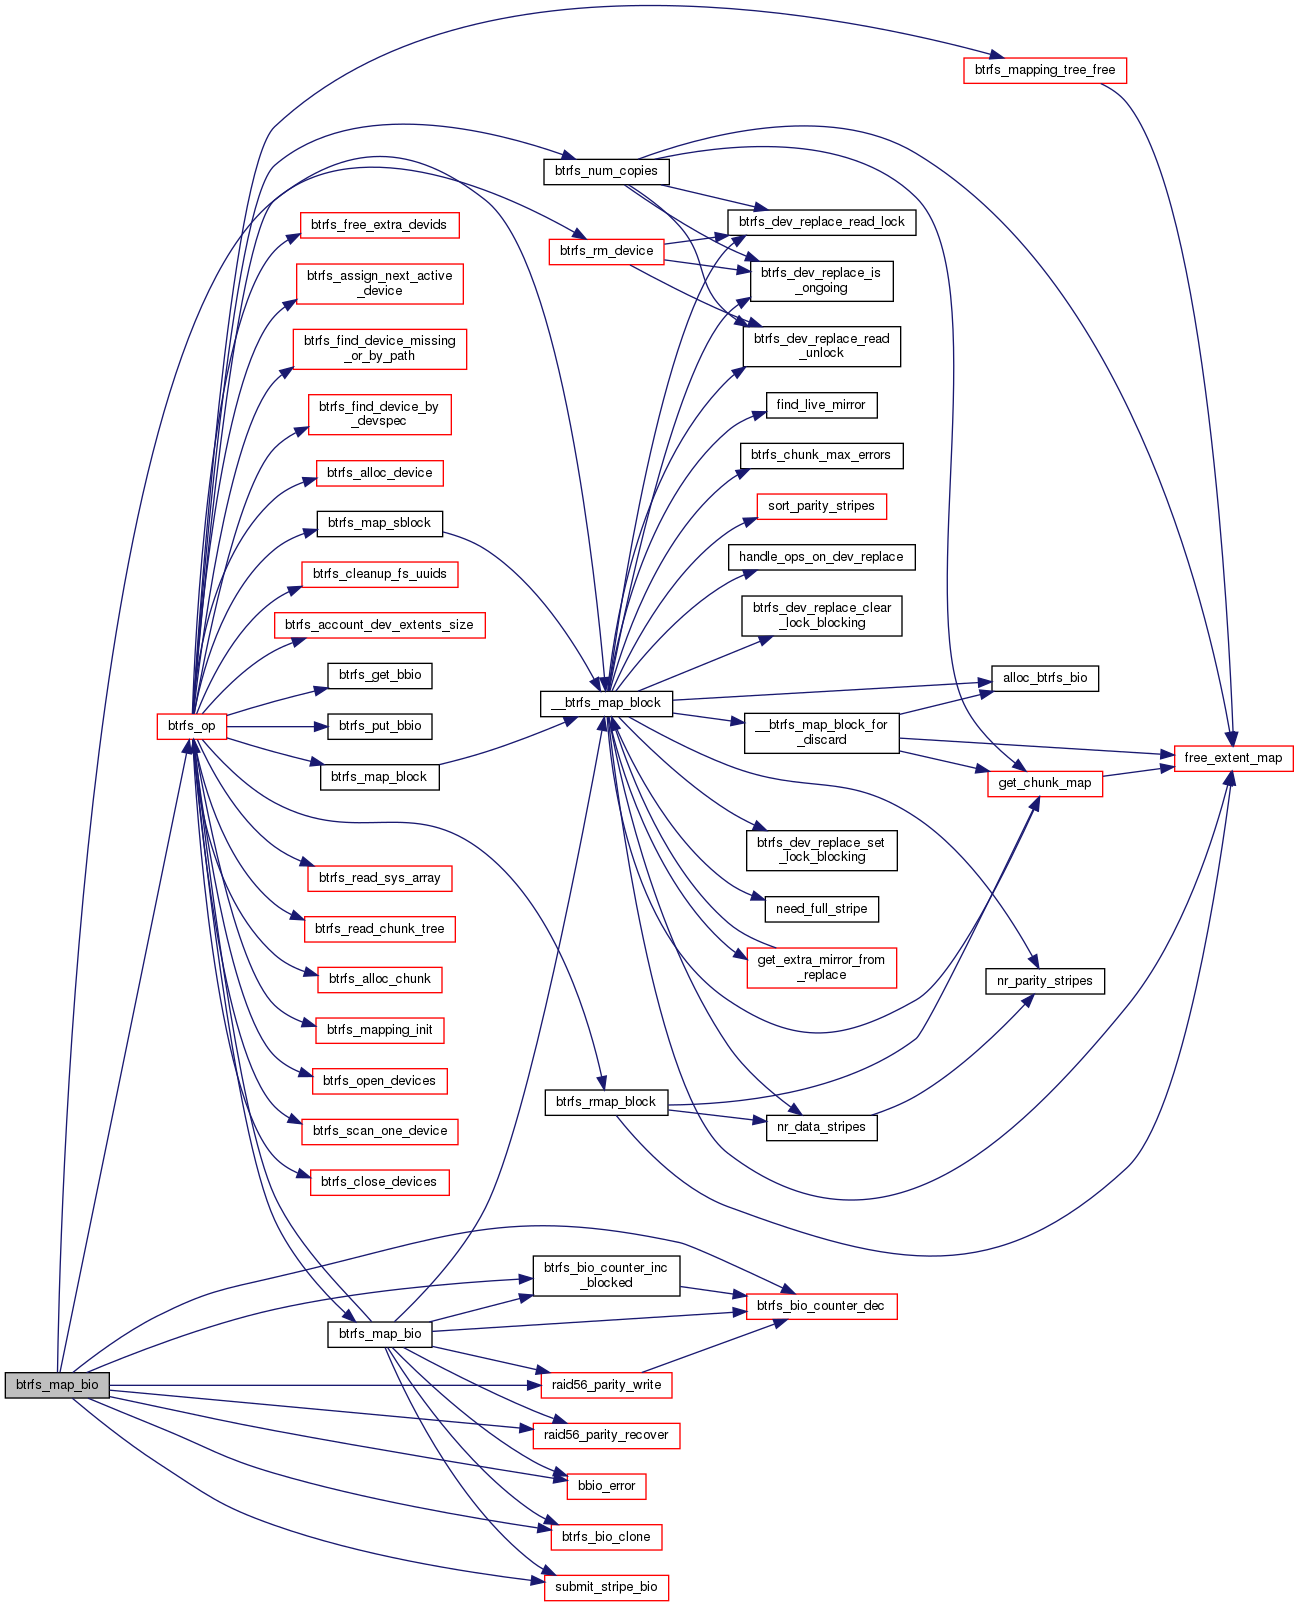 btrfs_mapping_tree_free
btrfs_num_copies
btrfs_dev_replace_read_lock
btrfs_free_extra_devids
btrfs_rm_device
btrfs_dev_replace_is
_ongoing
btrfs_assign_next_active
_device
btrfs_find_device_missing
_or_by_path
btrfs_dev_replace_read
_unlock
btrfs_find_device_by
_devspec
find_live_mirror
btrfs_chunk_max_errors
btrfs_alloc_device
sort_parity_stripes
btrfs_map_sblock
handle_ops_on_dev_replace
btrfs_cleanup_fs_uuids
btrfs_dev_replace_clear
_lock_blocking
btrfs_account_dev_extents_size
btrfs_get_bbio
alloc_btrfs_bio
__btrfs_map_block
btrfs_op
btrfs_put_bbio
__btrfs_map_block_for
_discard
free_extent_map
btrfs_map_block
get_chunk_map
btrfs_dev_replace_set
_lock_blocking
btrfs_read_sys_array
need_full_stripe
btrfs_read_chunk_tree
get_extra_mirror_from
_replace
btrfs_alloc_chunk
nr_parity_stripes
btrfs_mapping_init
btrfs_open_devices
btrfs_rmap_block
btrfs_scan_one_device
nr_data_stripes
btrfs_close_devices
btrfs_bio_counter_inc
_blocked
btrfs_bio_counter_dec
btrfs_map_bio
btrfs_map_bio
raid56_parity_write
raid56_parity_recover
bbio_error
btrfs_bio_clone
submit_stripe_bio